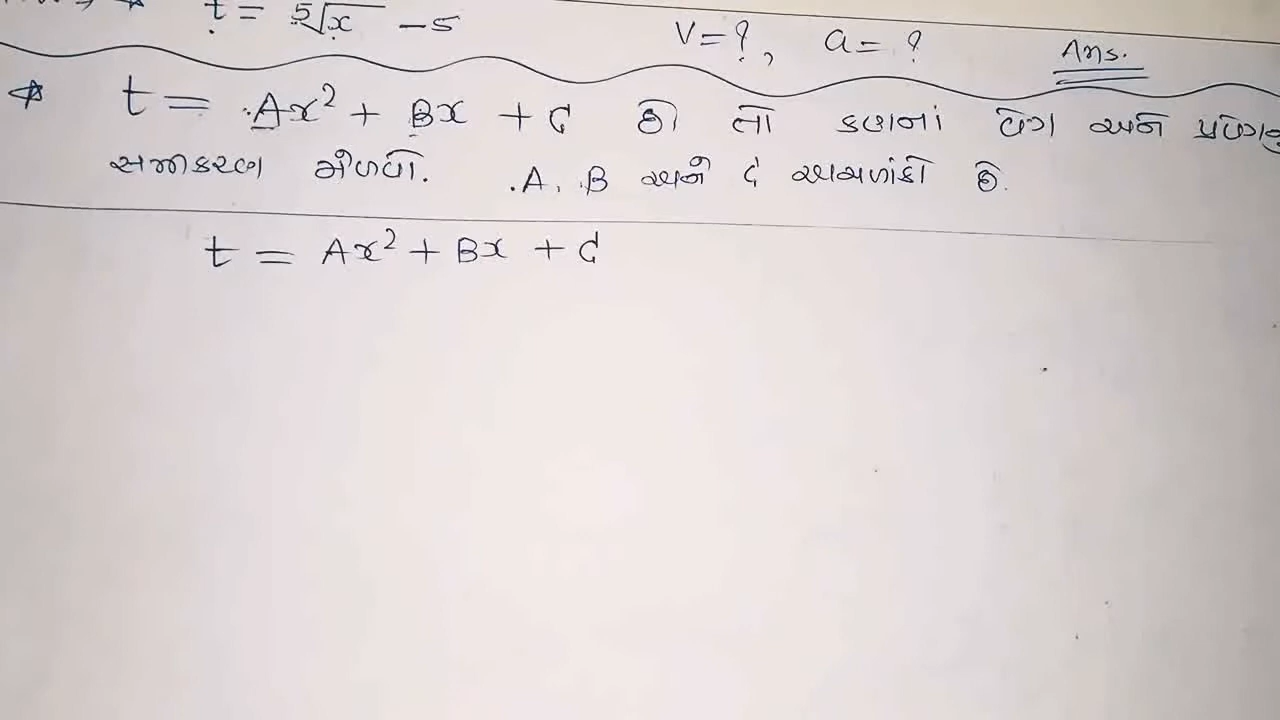 t = ⁵√x - 5 v = ?, a = ? Ans.
t = Ax² + Bx + C હોય તો કણનાં વેગ અને પ્રવેગનું
સમીકરણ મેળવો. A, B અને C અચળાંકો છે.
t = Ax² + Bx + C